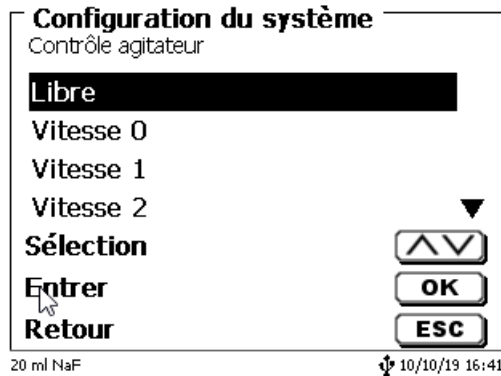 Configuration du système
Contrôle agitateur
Libre
Vitesse 0
Vitesse 1
Vitesse 2
Sélection
Entrer OK
Retour ESC
20 ml NaF 10/10/19 16:41